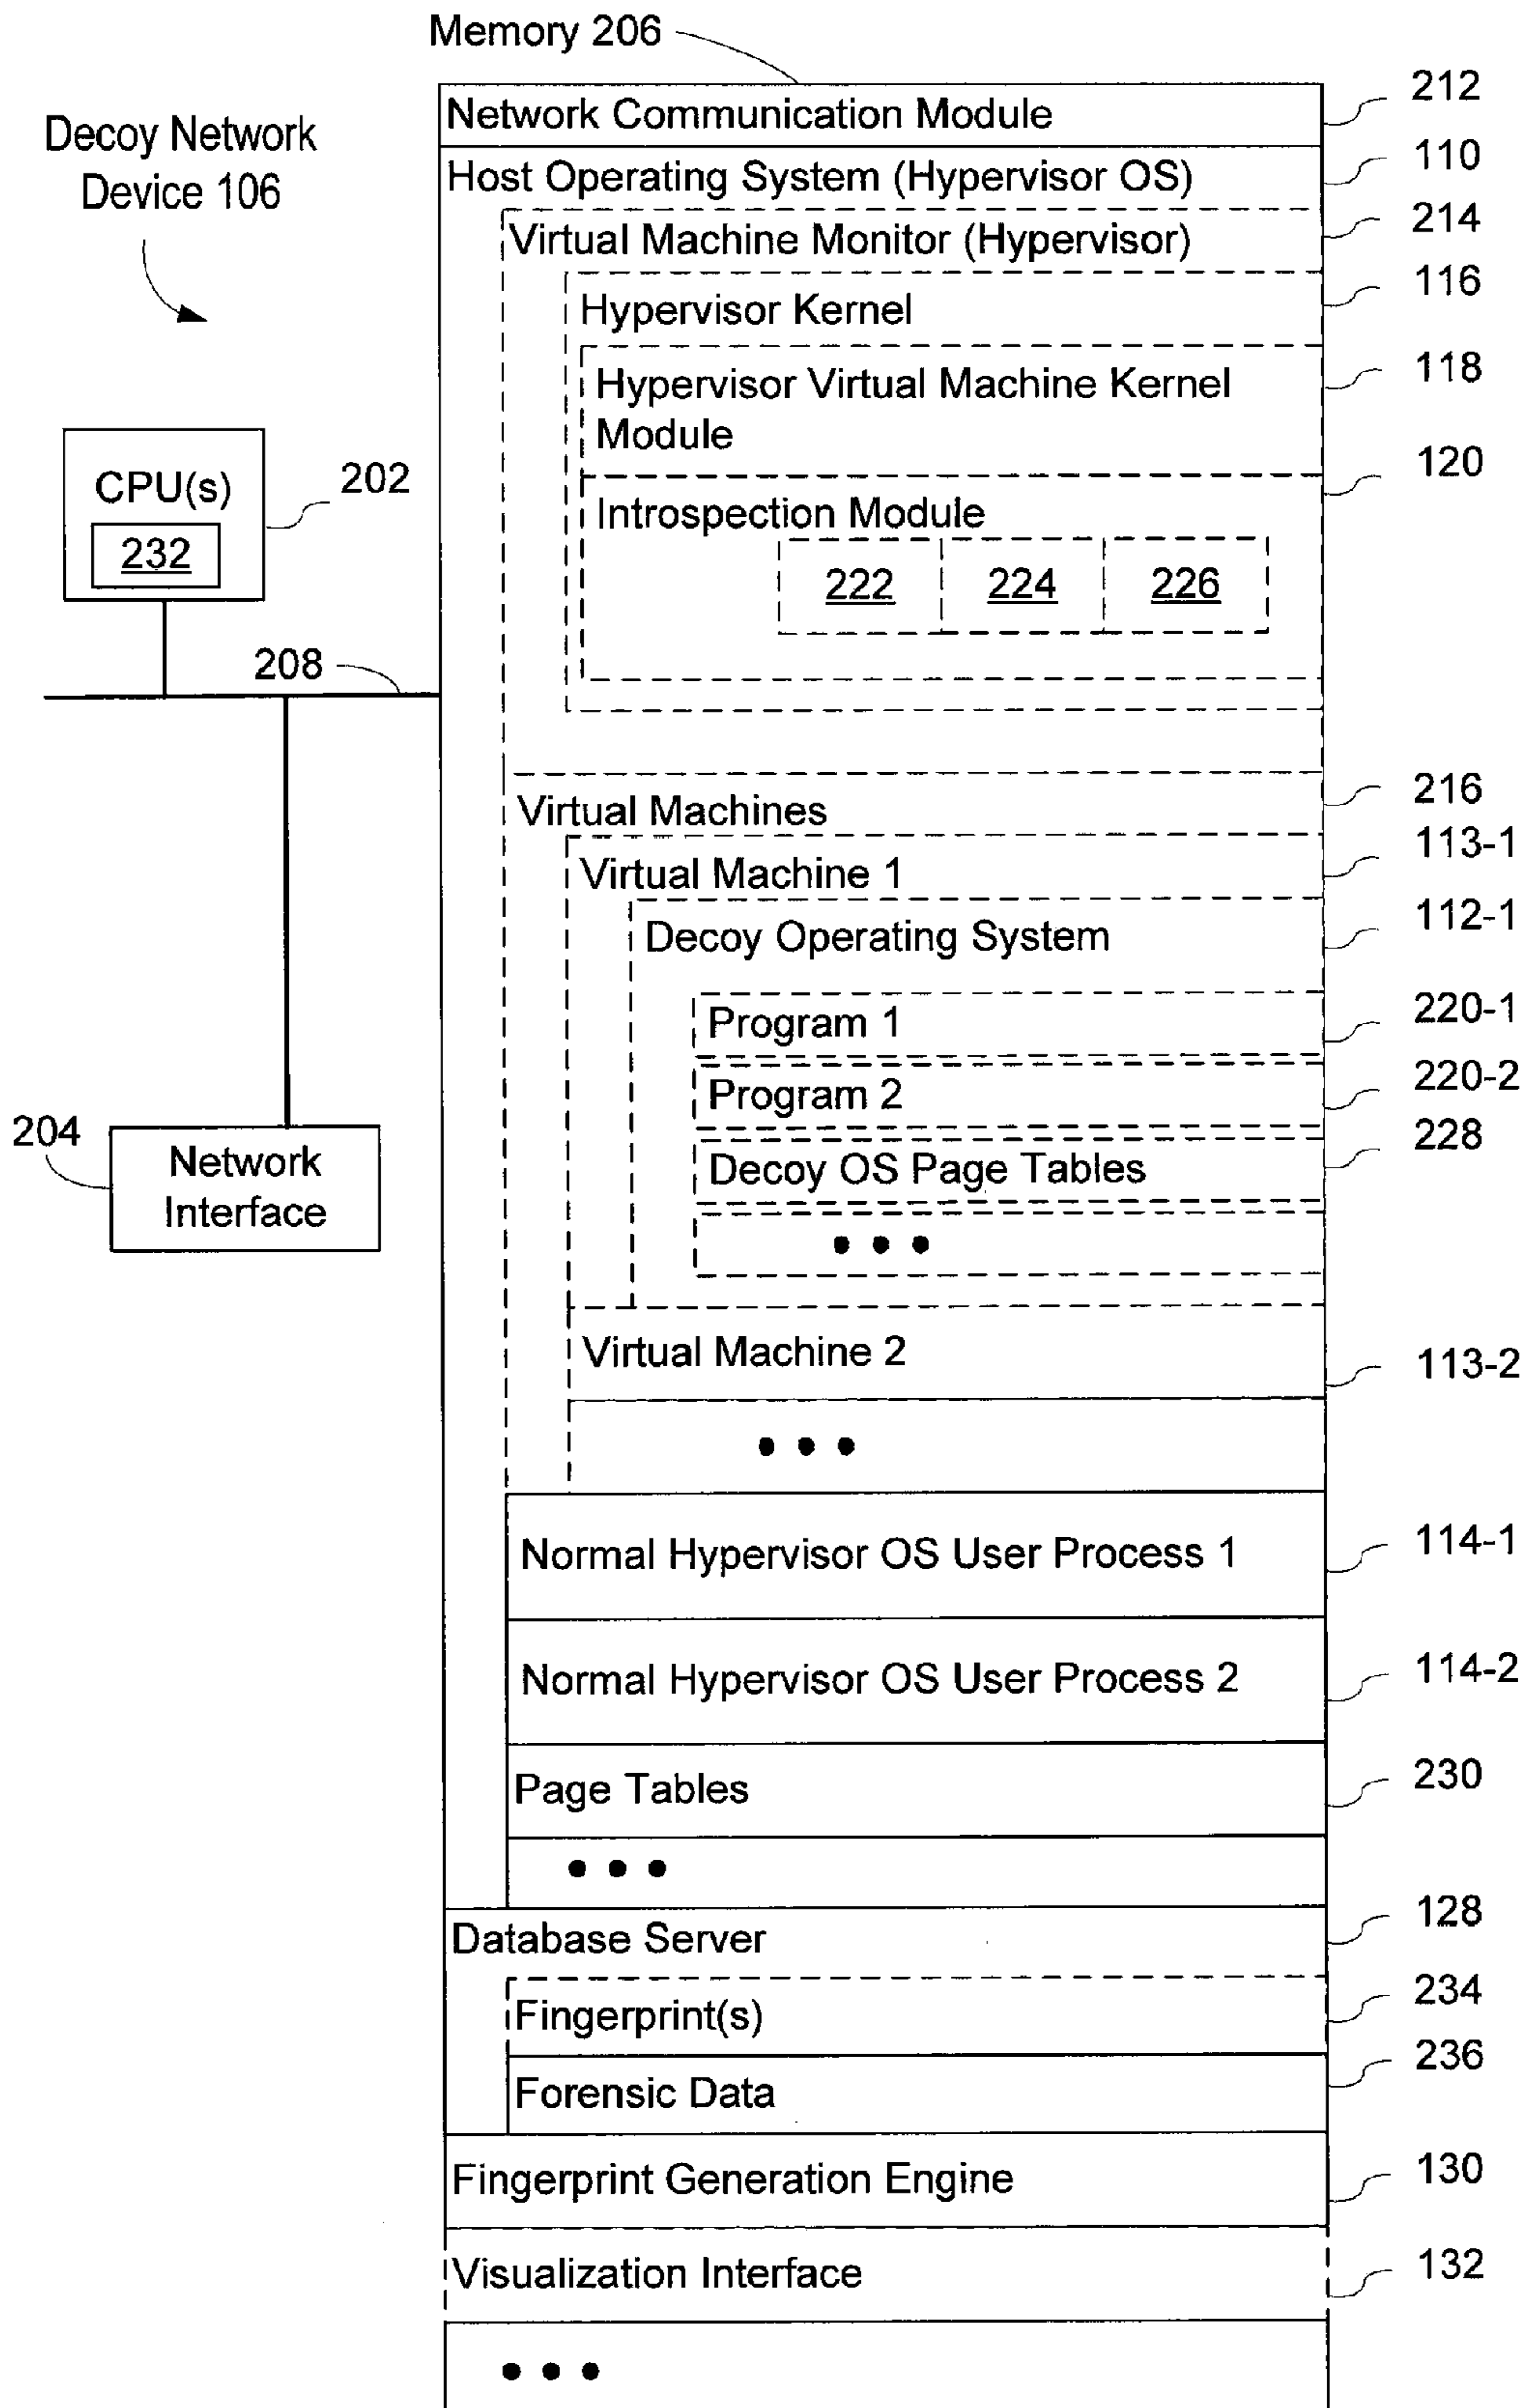 Memory 206
Decoy Network
Device 106
Network Communication Module
212
Host Operating System (Hypervisor OS)
110
Virtual Machine Monitor (Hypervisor)
214
Hypervisor Kernel
116
Hypervisor Virtual Machine Kernel
Module
118
Introspection Module
120
222 224 226
CPU(s)
232
202
208
204
Network
Interface
Virtual Machines
216
Virtual Machine 1
113-1
Decoy Operating System
112-1
Program 1
220-1
Program 2
220-2
Decoy OS Page Tables
228
• • •
Virtual Machine 2
113-2
• • •
Normal Hypervisor OS User Process 1
114-1
Normal Hypervisor OS User Process 2
114-2
Page Tables
230
• • •
Database Server
128
Fingerprint(s)
234
Forensic Data
236
Fingerprint Generation Engine
130
Visualization Interface
132
• • •